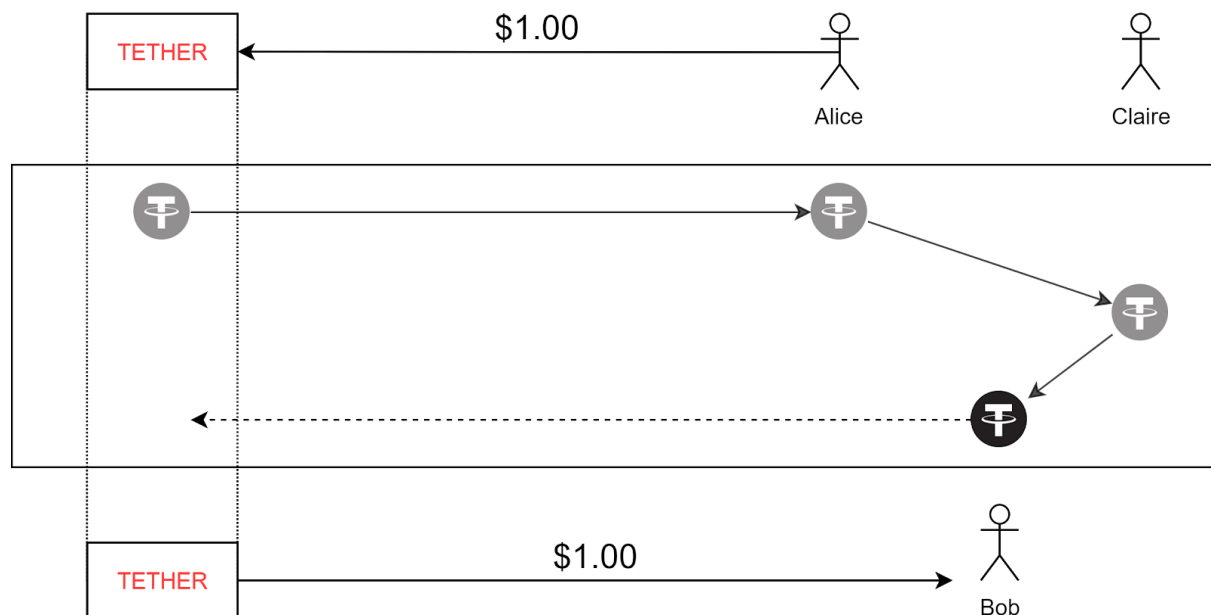 TETHER
$1.00
Alice
Claire
TETHER
$1.00
Bob